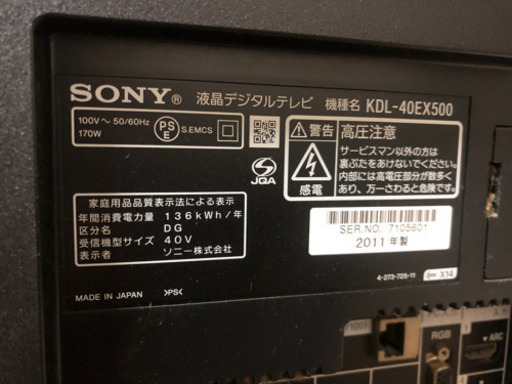 SONY® 液晶デジタルテレビ 機種名 KDL-40EX500
100V～ 50/60Hz
170W
PS
E
S.EMCS
JQA
警告 高圧注意
サービスマン以外の方は
裏ぶたをあけないでください。
内部には高電圧部分が数多く
あり、万一さわると危険です。
感電
家庭用品品質表示法による表示
年間消費電力量 136kWh/年
区分名 DG
受信機型サイズ 40V
表示者 ソニー株式会社
SER.NO. 7105601
2011年製
4-273-725-11
X14
MADE IN JAPAN
>PS<
RGB
1
ARC